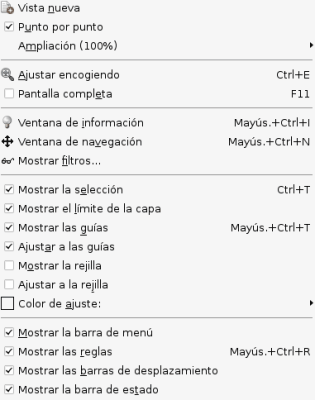 Vista nueva
Punto por punto
Ampliación (100%)
Ajustar encogiendo Ctrl+E
Pantalla completa F11
Ventana de información Mayús.+Ctrl+I
Ventana de navegación Mayús.+Ctrl+N
Mostrar filtros...
Mostrar la selección Ctrl+T
Mostrar el límite de la capa
Mostrar las guías Mayús.+Ctrl+T
Ajustar a las guías
Mostrar la rejilla
Ajustar a la rejilla
Color de ajuste:
Mostrar la barra de menú
Mostrar las reglas Mayús.+Ctrl+R
Mostrar las barras de desplazamiento
Mostrar la barra de estado